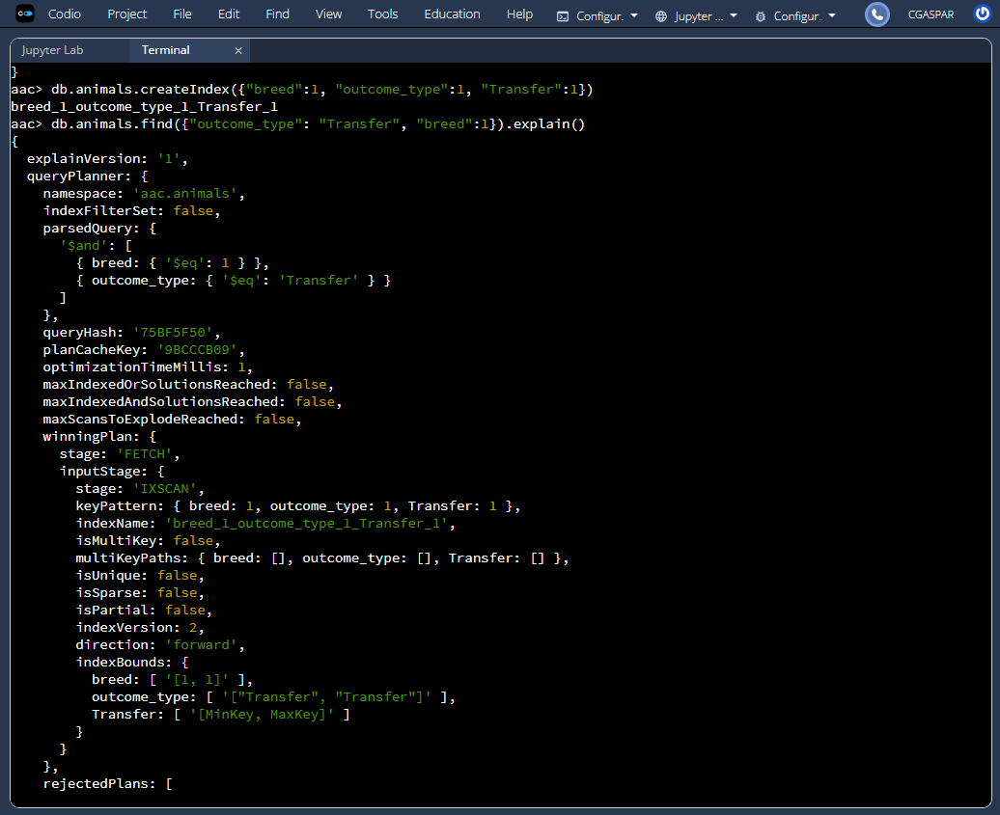 Codio Project File Edit Find View Tools Education Help Configur. Jupyter ... Configur.. CGASPAR
Jupyter Lab Terminal ×
}
aac> db.animals.createIndex({"breed":1, "outcome_type":1, "Transfer":1})
breed_1_outcome_type_1_Transfer_1
aac> db.animals.find({"outcome_type": "Transfer", "breed":1}).explain()
{
  explainVersion: '1',
  queryPlanner: {
    namespace: 'aac.animals',
    indexFilterSet: false,
    parsedQuery: {
      '$and': [
        { breed: { '$eq': 1 } },
        { outcome_type: { '$eq': 'Transfer' } }
      ]
    },
    queryHash: '75BF5F50',
    planCacheKey: '9BCCCB09',
    optimizationTimeMillis: 1,
    maxIndexedOrSolutionsReached: false,
    maxIndexedAndSolutionsReached: false,
    maxScansToExplodeReached: false,
    winningPlan: {
      stage: 'FETCH',
      inputStage: {
        stage: 'IXSCAN',
        keyPattern: { breed: 1, outcome_type: 1, Transfer: 1 },
        indexName: 'breed_1_outcome_type_1_Transfer_1',
        isMultiKey: false,
        multiKeyPaths: { breed: [], outcome_type: [], Transfer: [] },
        isUnique: false,
        isSparse: false,
        isPartial: false,
        indexVersion: 2,
        direction: 'forward',
        indexBounds: {
          breed: [ '[1, 1]' ],
          outcome_type: [ '["Transfer", "Transfer"]' ],
          Transfer: [ '[MinKey, MaxKey]' ]
        }
      }
    },
    rejectedPlans: [